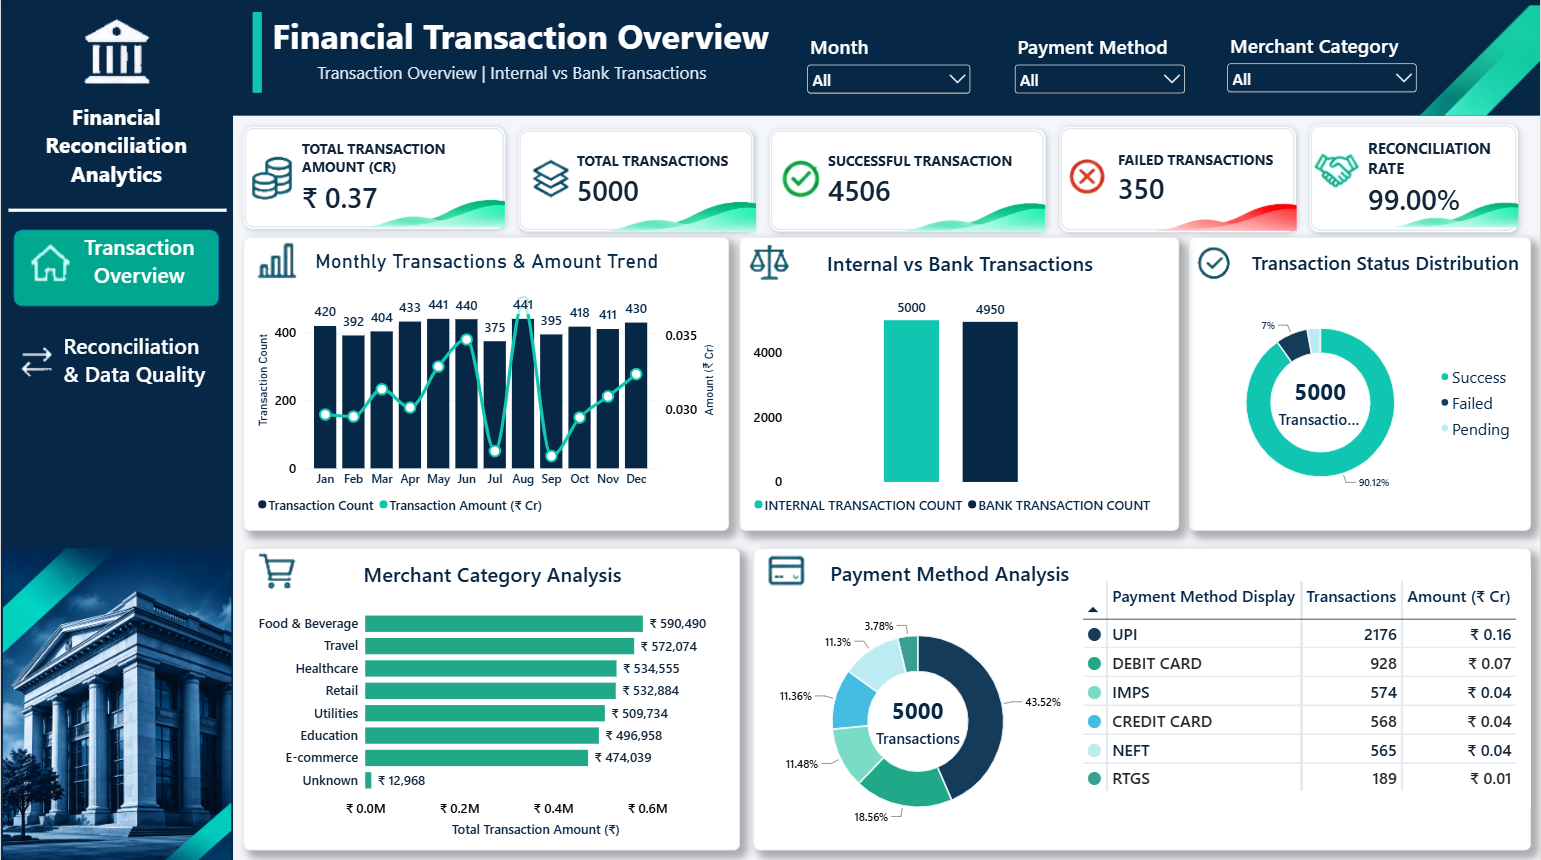 Financial
Reconciliation
Analytics
Transaction
Overview
Reconciliation
& Data Quality
Financial Transaction Overview
Transaction Overview | Internal vs Bank Transactions
Month
All
Payment Method
All
Merchant Category
All
TOTAL TRANSACTION
AMOUNT (CR)
₹ 0.37
TOTAL TRANSACTIONS
5000
SUCCESSFUL TRANSACTION
4506
FAILED TRANSACTIONS
350
RECONCILIATION
RATE
99.00%
Monthly Transactions & Amount Trend
Transaction Count
400
200
0
420 392 404 433 441 440 375 441 395 418 411 430
0.035
0.030
Amount (₹ Cr)
Jan Feb Mar Apr May Jun Jul Aug Sep Oct Nov Dec
Transaction Count Transaction Amount (₹ Cr)
Internal vs Bank Transactions
5000 4950
4000
2000
0
INTERNAL TRANSACTION COUNT BANK TRANSACTION COUNT
Transaction Status Distribution
7%
5000
Transactio...
90.12%
Success
Failed
Pending
Merchant Category Analysis
Food & Beverage ₹ 590,490
Travel ₹ 572,074
Healthcare ₹ 534,555
Retail ₹ 532,884
Utilities ₹ 509,734
Education ₹ 496,958
E-commerce ₹ 474,039
Unknown ₹ 12,968
₹ 0.0M ₹ 0.2M ₹ 0.4M ₹ 0.6M
Total Transaction Amount (₹)
Payment Method Analysis
3.78%
11.3%
11.36%
11.48%
18.56%
43.52%
5000
Transactions
Payment Method Display Transactions Amount (₹ Cr)
UPI 2176 ₹ 0.16
DEBIT CARD 928 ₹ 0.07
IMPS 574 ₹ 0.04
CREDIT CARD 568 ₹ 0.04
NEFT 565 ₹ 0.04
RTGS 189 ₹ 0.01